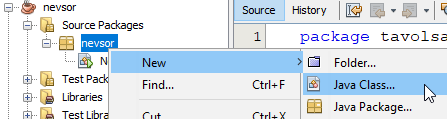 nevsor
Source Packages
nevsor
Test Pack
Libraries
Test Libra
New
Find... Ctrl+F
Cut Ctrl+X
Source History
1 package tavolsa
Folder...
Java Class...
Java Package...